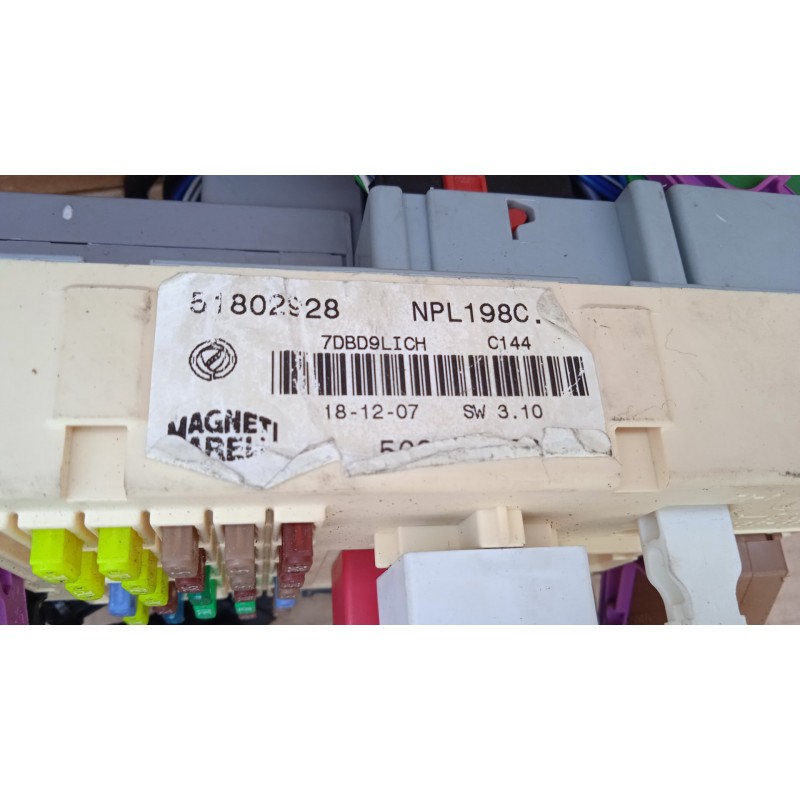 51802928 NPL198C.
7DBD9LICH C144
18-12-07 SW 3.10
MAGNETI